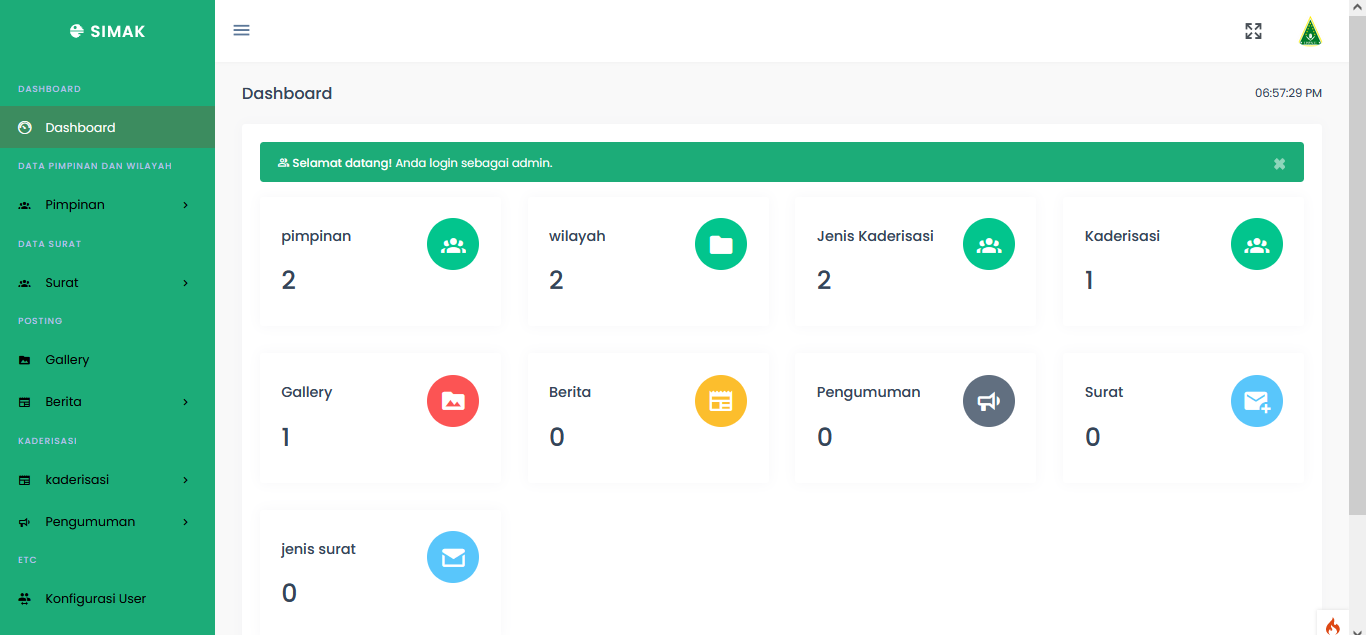 SIMAK
DASHBOARD
Dashboard
DATA PIMPINAN DAN WILAYAH
Pimpinan
DATA SURAT
Surat
POSTING
Gallery
Berita
KADERISASI
kaderisasi
Pengumuman
ETC
Konfigurasi User
Dashboard
06:57:29 PM
Selamat datang! Anda login sebagai admin.
pimpinan
2
wilayah
2
Jenis Kaderisasi
2
Kaderisasi
1
Gallery
1
Berita
0
Pengumuman
0
Surat
0
jenis surat
0